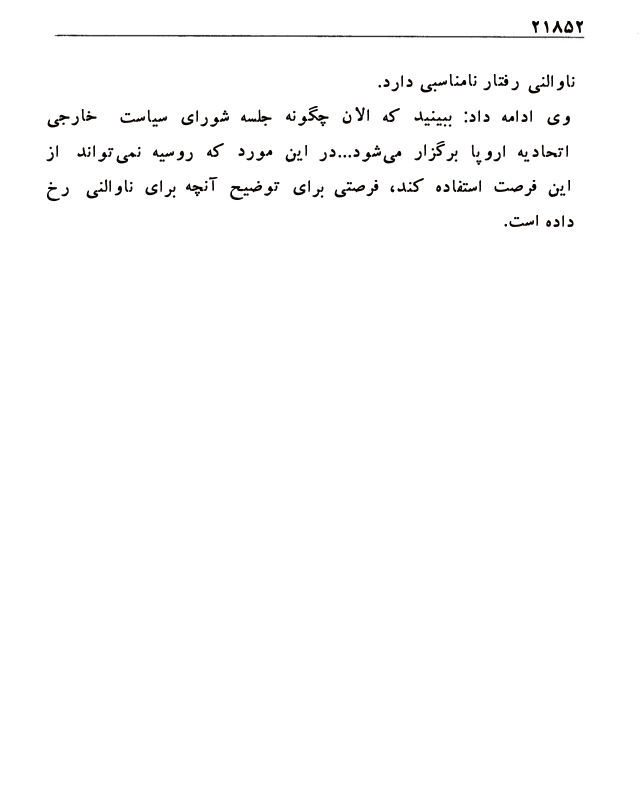 ۲۱۸۵۲
ناوالنی رفتار نامناسبی دارد.
وی ادامه داد: ببینید که الان چگونه جلسه شورای سیاست خارجی
اتحادیه اروپا برگزار می‌شود...در این مورد که روسیه نمی‌تواند از
این فرصت استفاده کند، فرصتی برای توضیح آنچه برای ناوالنی رخ
داده است.